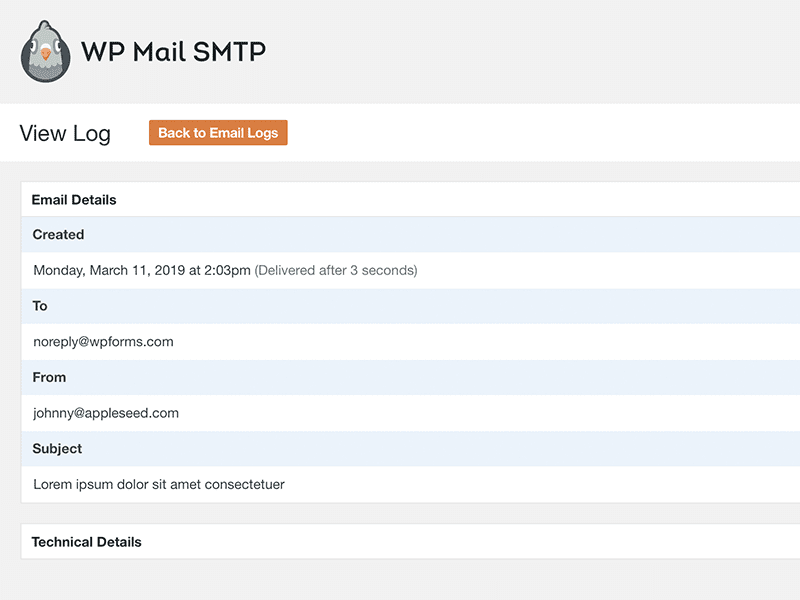 WP Mail SMTP
View Log
Back to Email Logs
Email Details
Created
Monday, March 11, 2019 at 2:03pm (Delivered after 3 seconds)
To
noreply@wpforms.com
From
johnny@appleseed.com
Subject
Lorem ipsum dolor sit amet consectetuer
Technical Details